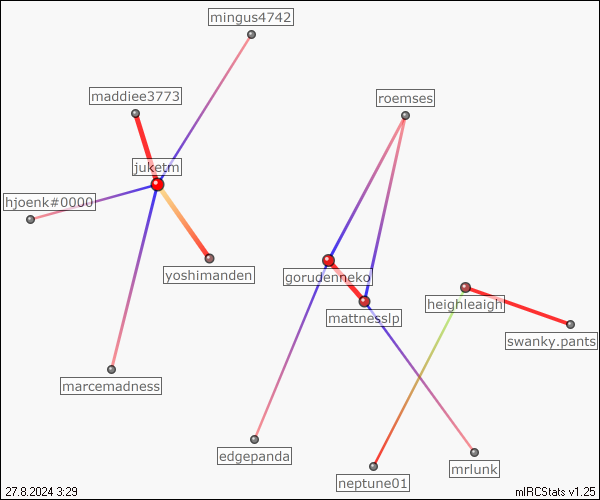 mingus4742
maddiee3773
roemses
juketm
hjoenk#0000
yoshimanden
gorudenneko
heighleaigh
mattnesslp
swanky.pants
marcemadness
edgepanda
mrlunk
neptune01
27.8.2024 3:29
mIRCStats v1.25